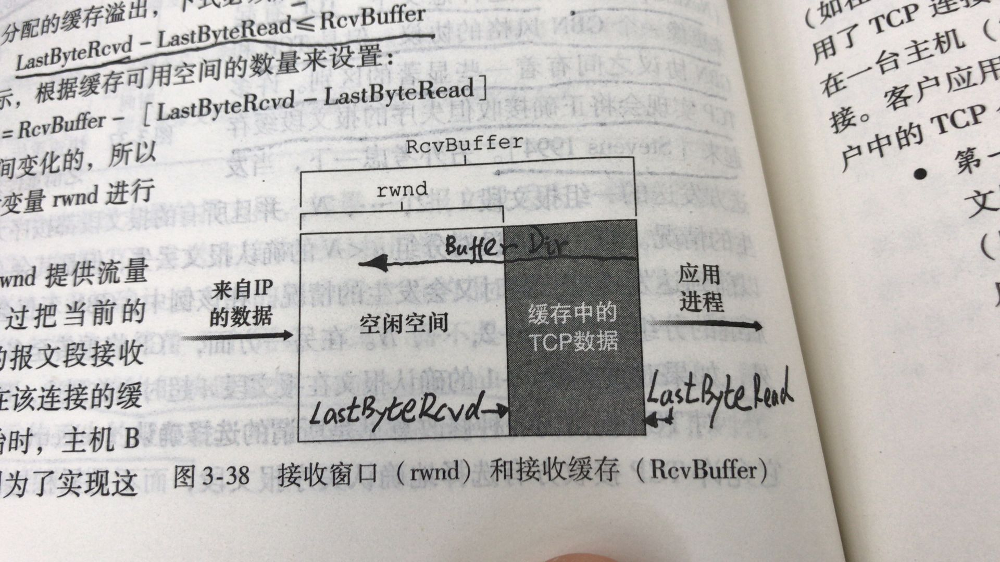 分配的缓存溢出，下式必须
LastByteRcvd − LastByteRead ≤ RcvBuffer
示，根据缓存可用空间的数量来设置：
= RcvBuffer − [LastByteRcvd − LastByteRead]
间变化的，所以
变量 rwnd 进行
wnd 提供流量
过把当前的
的报文段接收
在该连接的缓
始时，主机 B
为了实现这
RcvBuffer
rwnd
Buffer Dir
来自IP
的数据
空闲空间
缓存中的
TCP数据
应用
进程
LastByteRcvd
LastByteRead
图 3-38 接收窗口（rwnd）和接收缓存（RcvBuffer）
（如在
用了 TCP 连接
在一台主机（
接。客户应用
户中的 TCP
• 第一
文
（